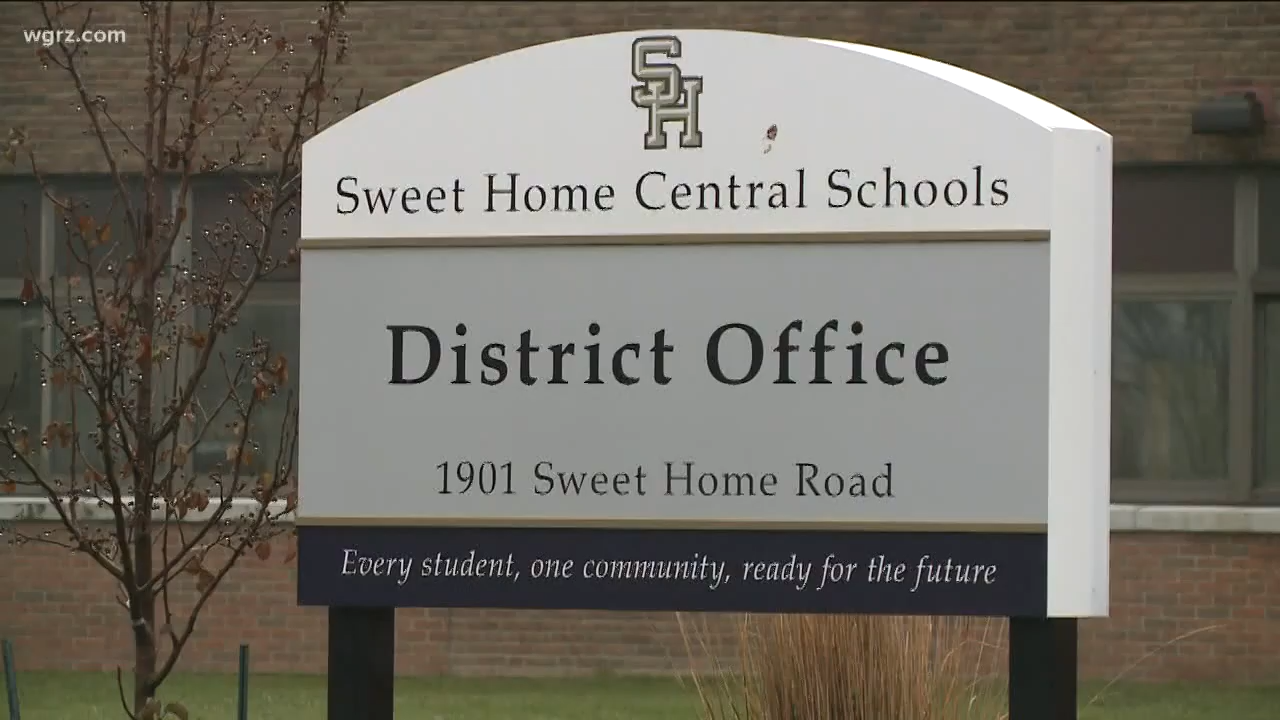 wgrz.com
SH
Sweet Home Central Schools
District Office
1901 Sweet Home Road
Every student, one community, ready for the future